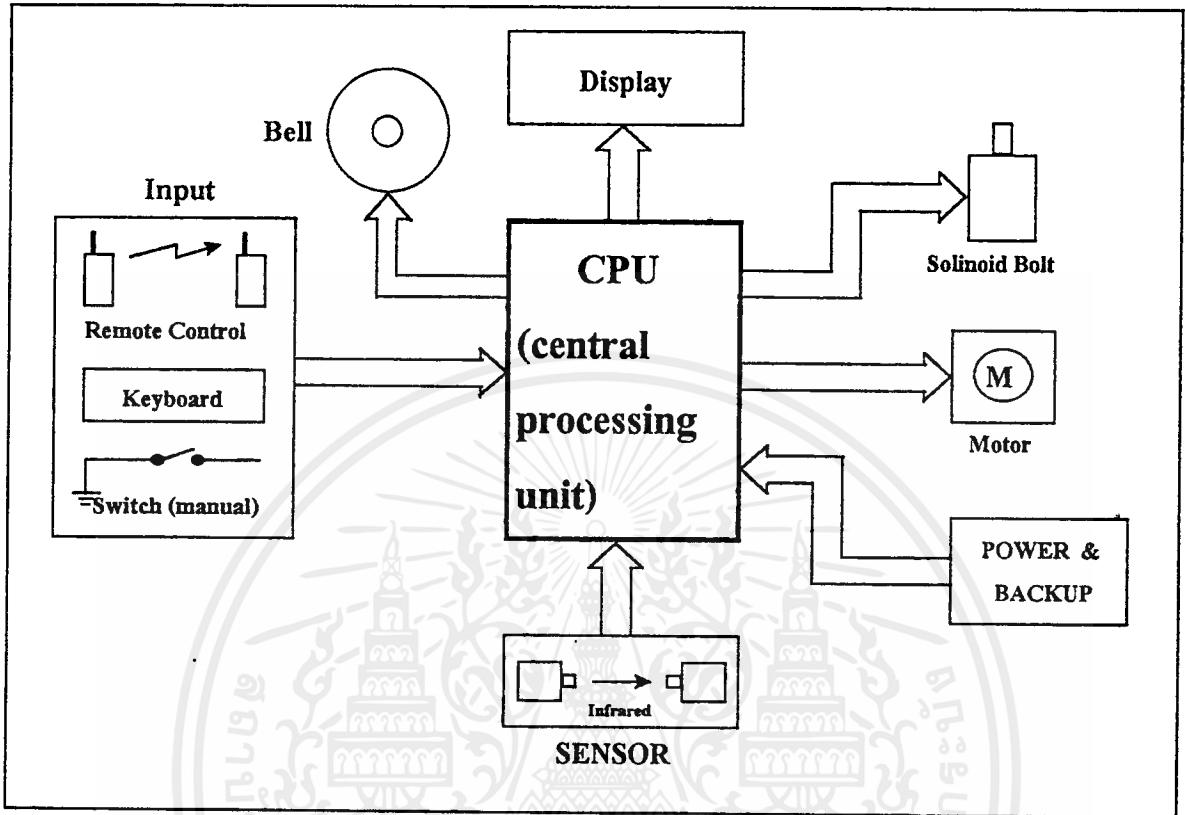 Display
Bell
Input
Remote Control
Keyboard
Switch (manual)
CPU
(central
processing
unit)
Solinoid Bolt
M
Motor
POWER &
BACKUP
Infrared
SENSOR